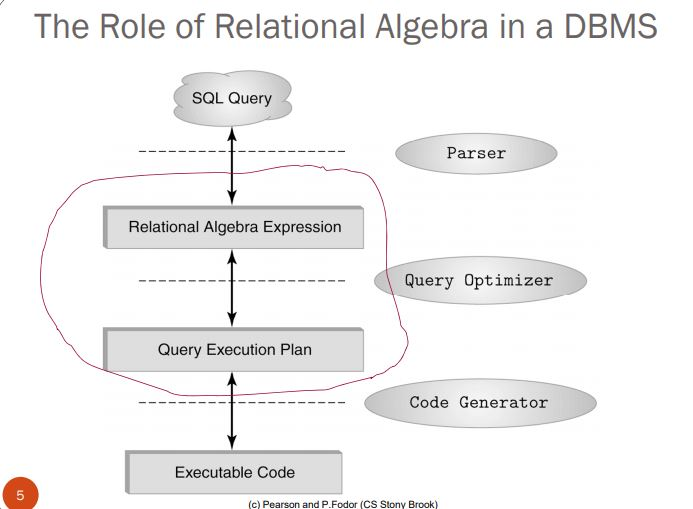 The Role of Relational Algebra in a DBMS
SQL Query
Parser
Relational Algebra Expression
Query Optimizer
Query Execution Plan
Code Generator
Executable Code
5
(c) Pearson and P.Fodor (CS Stony Brook)